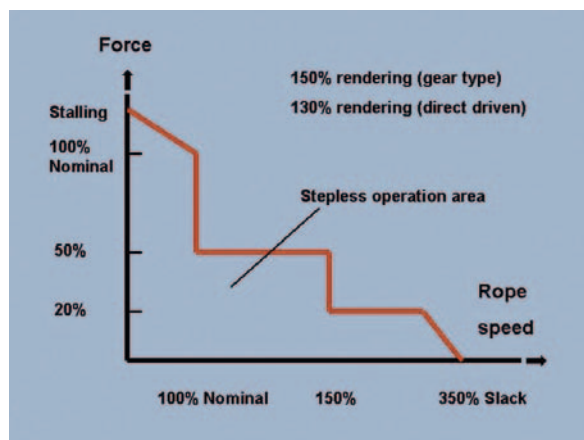 Force
150% rendering (gear type)
130% rendering (direct driven)
Stalling
100%
Nominal
Stepless operation area
50%
20%
Rope
speed
100% Nominal
150%
350% Slack